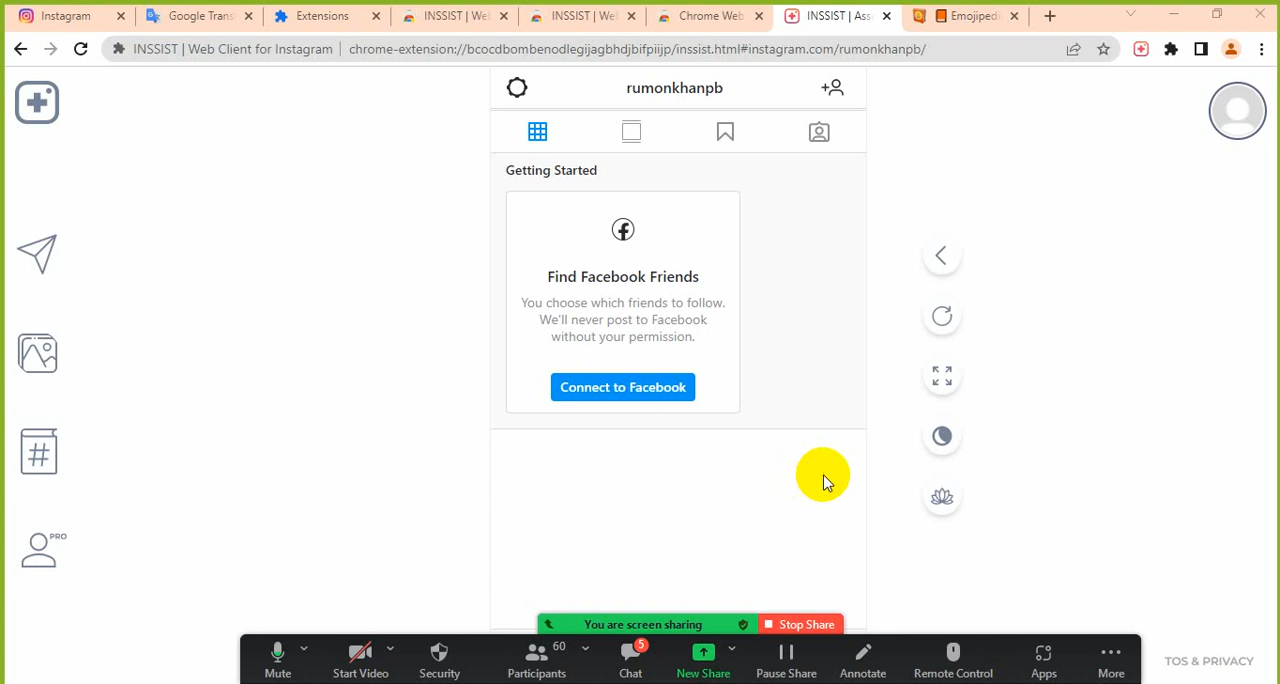 Instagram
Google Trans
Extensions
INSSIST | We
INSSIST | We
Chrome Web
INSSIST | Ass
Emojiped
INSSIST | Web Client for Instagram
chrome-extension://bcocdbombenodlegijagbhdjbifpiijp/inssist.html#instagram.com/rumonkhanpb/
rumonkhanpb
Getting Started
Find Facebook Friends
You choose which friends to follow.
We'll never post to Facebook
without your permission.
Connect to Facebook
PRO
You are screen sharing
Stop Share
Mute
Start Video
Security
Participants
60
Chat
5
New Share
Pause Share
Annotate
Remote Control
Apps
More
TOS & PRIVACY